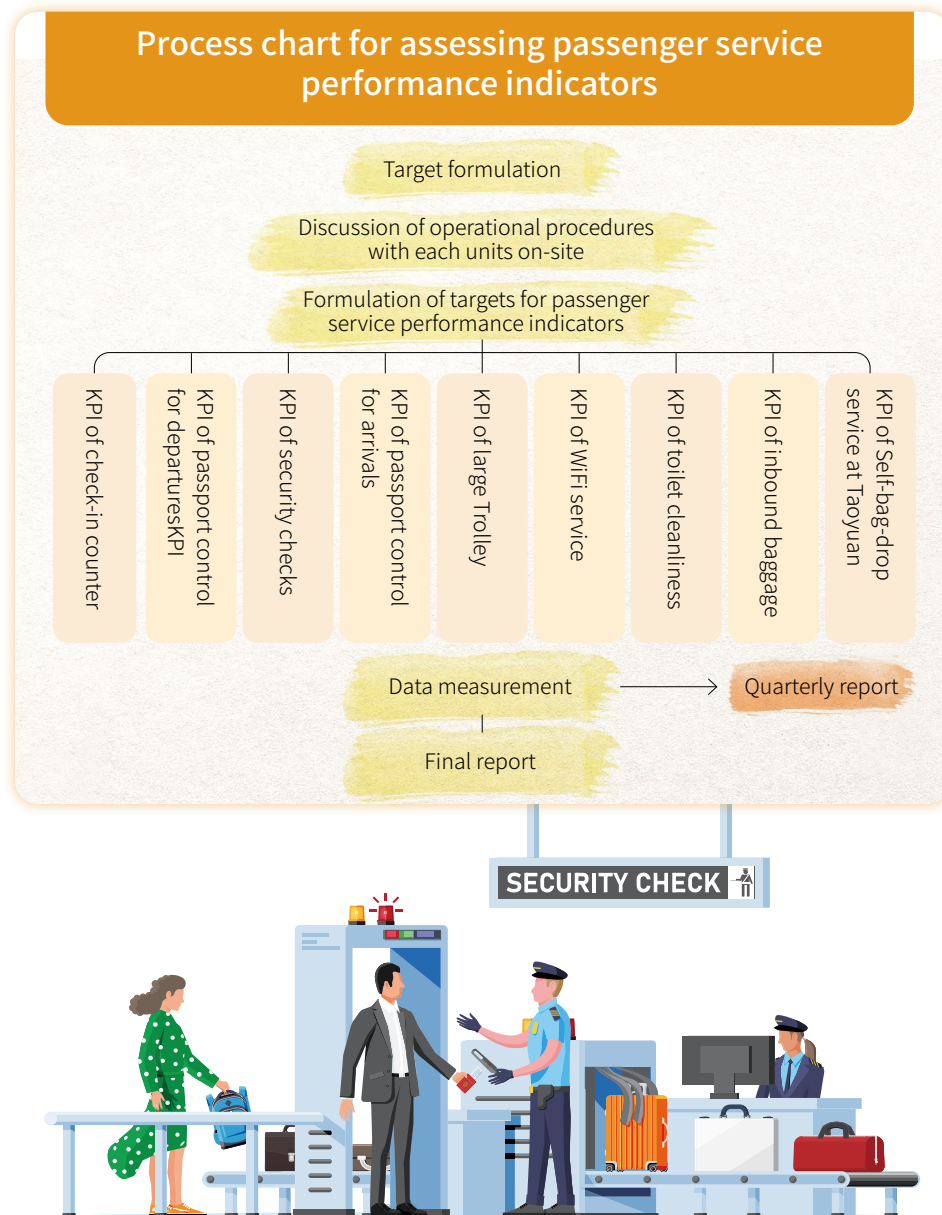 Process chart for assessing passenger service
performance indicators
Target formulation
Discussion of operational procedures
with each units on-site
Formulation of targets for passenger
service performance indicators
KPI of check-in counter
KPI of passport control
for departuresKPI
KPI of security checks
KPI of passport control
for arrivals
KPI of large Trolley
KPI of WiFi service
KPI of toilet cleanliness
KPI of inbound baggage
KPI of Self-bag-drop
service at Taoyuan
Data measurement
Quarterly report
Final report
SECURITY CHECK